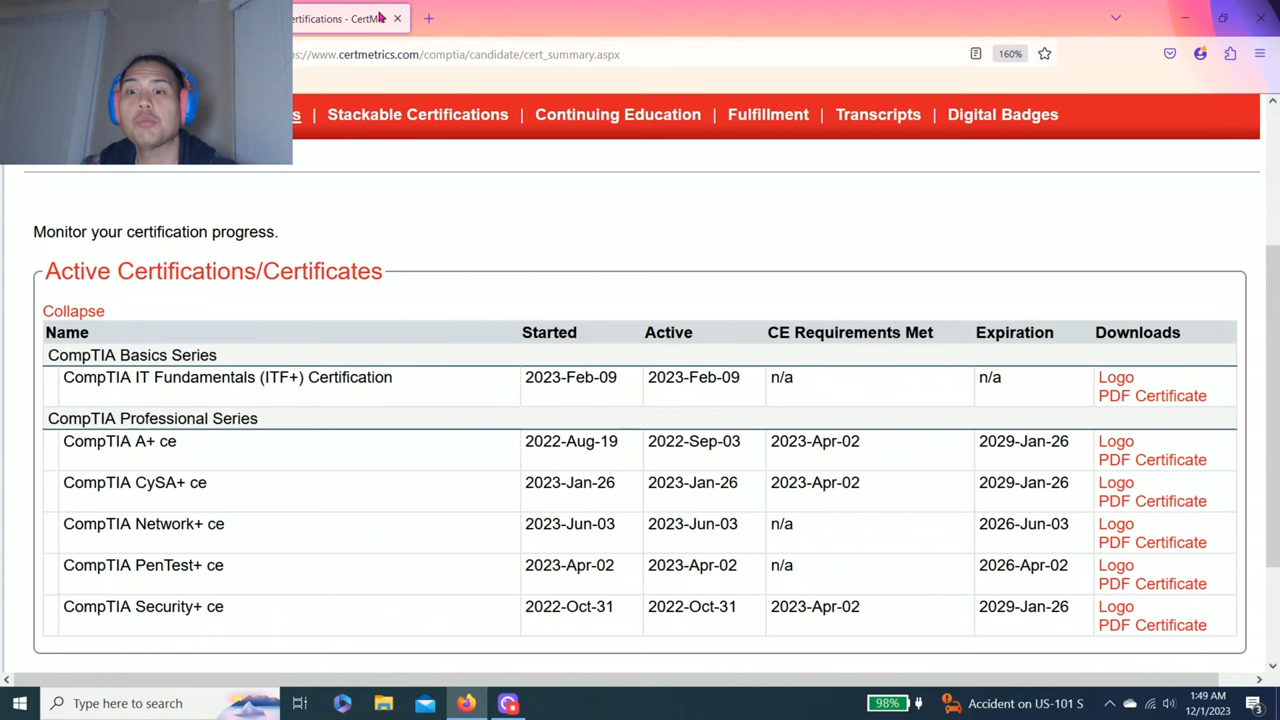 ertifications - CertM
ps://www.certmetrics.com/comptia/candidate/cert_summary.aspx
160%
s | Stackable Certifications | Continuing Education | Fulfillment | Transcripts | Digital Badges
Monitor your certification progress.
Active Certifications/Certificates
Collapse
Name Started Active CE Requirements Met Expiration Downloads
CompTIA Basics Series
CompTIA IT Fundamentals (ITF+) Certification 2023-Feb-09 2023-Feb-09 n/a n/a Logo
PDF Certificate
CompTIA Professional Series
CompTIA A+ ce 2022-Aug-19 2022-Sep-03 2023-Apr-02 2029-Jan-26 Logo
PDF Certificate
CompTIA CySA+ ce 2023-Jan-26 2023-Jan-26 2023-Apr-02 2029-Jan-26 Logo
PDF Certificate
CompTIA Network+ ce 2023-Jun-03 2023-Jun-03 n/a 2026-Jun-03 Logo
PDF Certificate
CompTIA PenTest+ ce 2023-Apr-02 2023-Apr-02 n/a 2026-Apr-02 Logo
PDF Certificate
CompTIA Security+ ce 2022-Oct-31 2022-Oct-31 2023-Apr-02 2029-Jan-26 Logo
PDF Certificate
Type here to search
98%
Accident on US-101 S
1:49 AM
12/1/2023
3